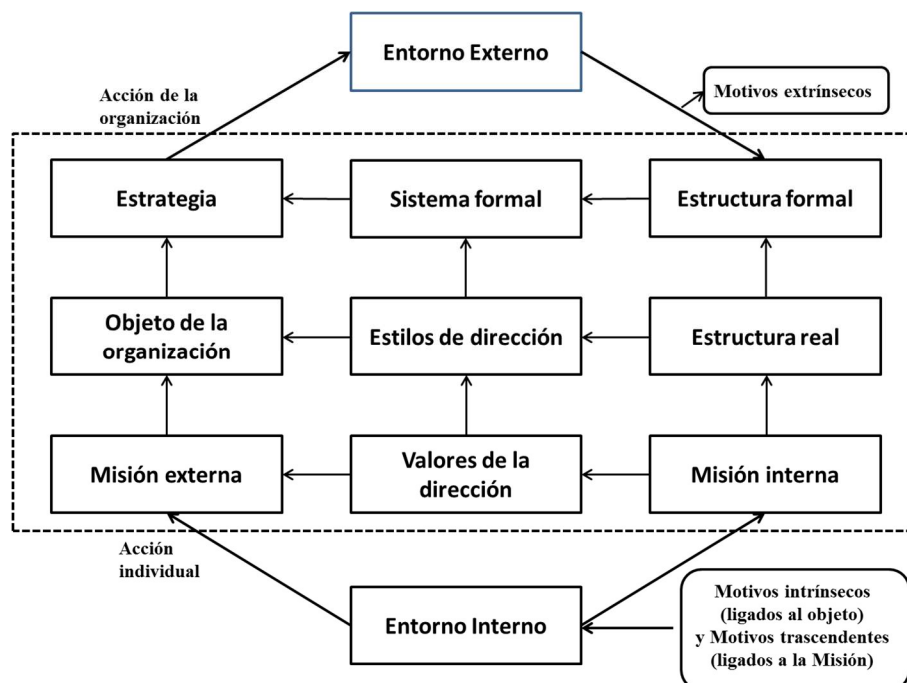 Entorno Externo
Acción de la
organización
Motivos extrínsecos
Estrategia
Sistema formal
Estructura formal
Objeto de la
organización
Estilos de dirección
Estructura real
Misión externa
Valores de la
dirección
Misión interna
Acción
individual
Entorno Interno
Motivos intrínsecos
(ligados al objeto)
y Motivos trascendentes
(ligados a la Misión)